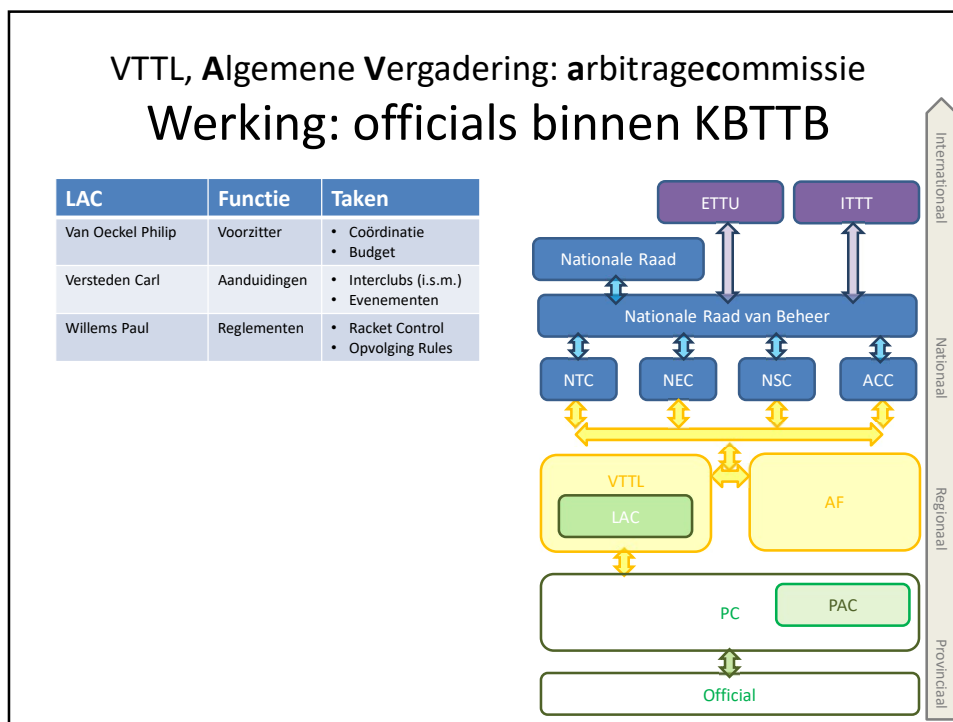 VTTL, Algemene Vergadering: arbitragecommissie
Werking: officials binnen KBTTB
LAC Functie Taken
Van Oeckel Philip Voorzitter • Coördinatie
• Budget
Versteden Carl Aanduidingen • Interclubs (i.s.m.)
• Evenementen
Willems Paul Reglementen • Racket Control
• Opvolging Rules
ETTU ITTT
Nationale Raad
Nationale Raad van Beheer
NTC NEC NSC ACC
VTTL
LAC
AF
PC
PAC
Official
Internationaal
Nationaal
Regionaal
Provinciaal